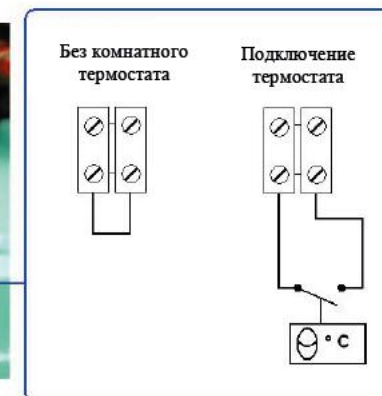 Без комнатного
термостата
Подключение
термостата
° C